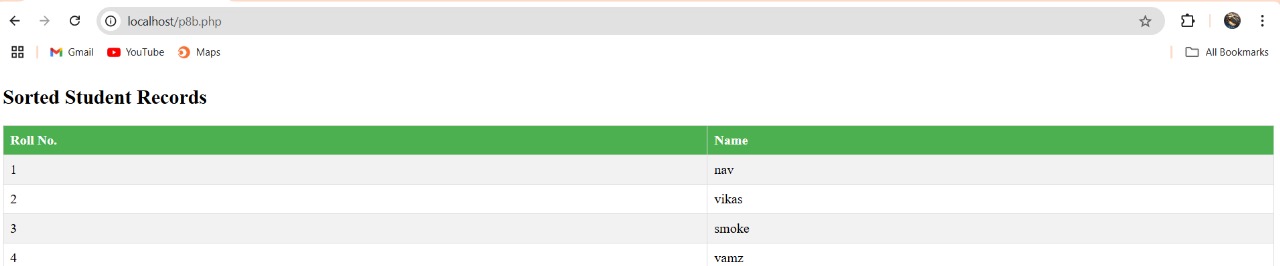 localhost/p8b.php
Gmail YouTube Maps All Bookmarks
Sorted Student Records
Roll No. Name
1 nav
2 vikas
3 smoke
4 vamz